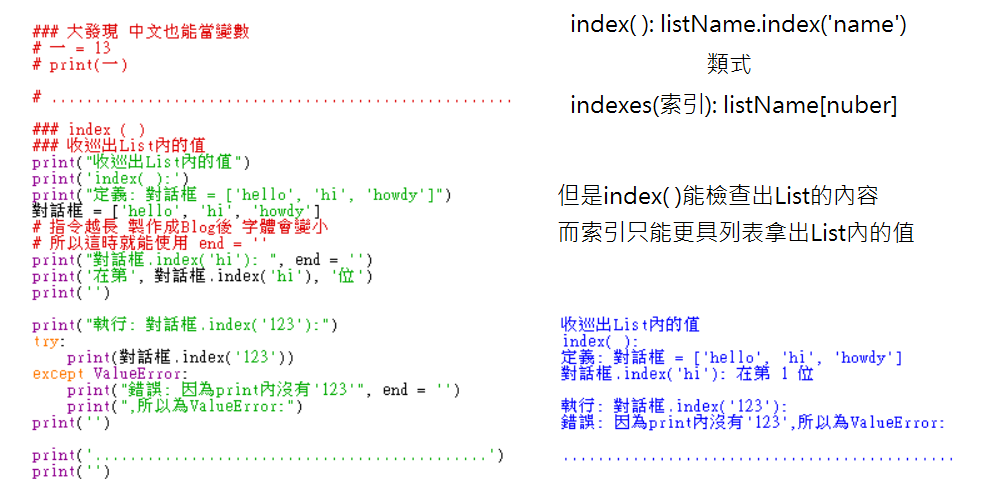 ### 大發現 中文也能當變數
# 一 = 13
# print(一)
# ......................................................
### index ( )
### 收巡出List內的值
print("收巡出List內的值")
print('index( ):')
print("定義: 對話框 = ['hello', 'hi', 'howdy']")
對話框 = ['hello', 'hi', 'howdy']
# 指令越長 製作成Blog後 字體會變小
# 所以這時就能使用 end = ''
print("對話框.index('hi'): ", end = '')
print('在第', 對話框.index('hi'), '位')
print('')
print("執行: 對話框.index('123'):")
try:
    print(對話框.index('123'))
except ValueError:
    print("錯誤: 因為print內沒有'123'", end = '')
    print(",所以為ValueError:")
print('')
print('..............................................')
print('')
index( ): listName.index('name')
類式
indexes(索引): listName[nuber]
但是index( )能檢查出List的內容
而索引只能更具列表拿出List內的值
收巡出List內的值
index( ):
定義: 對話框 = ['hello', 'hi', 'howdy']
對話框.index('hi'): 在第 1 位
執行: 對話框.index('123'):
錯誤: 因為print內沒有'123',所以為ValueError:
..............................................